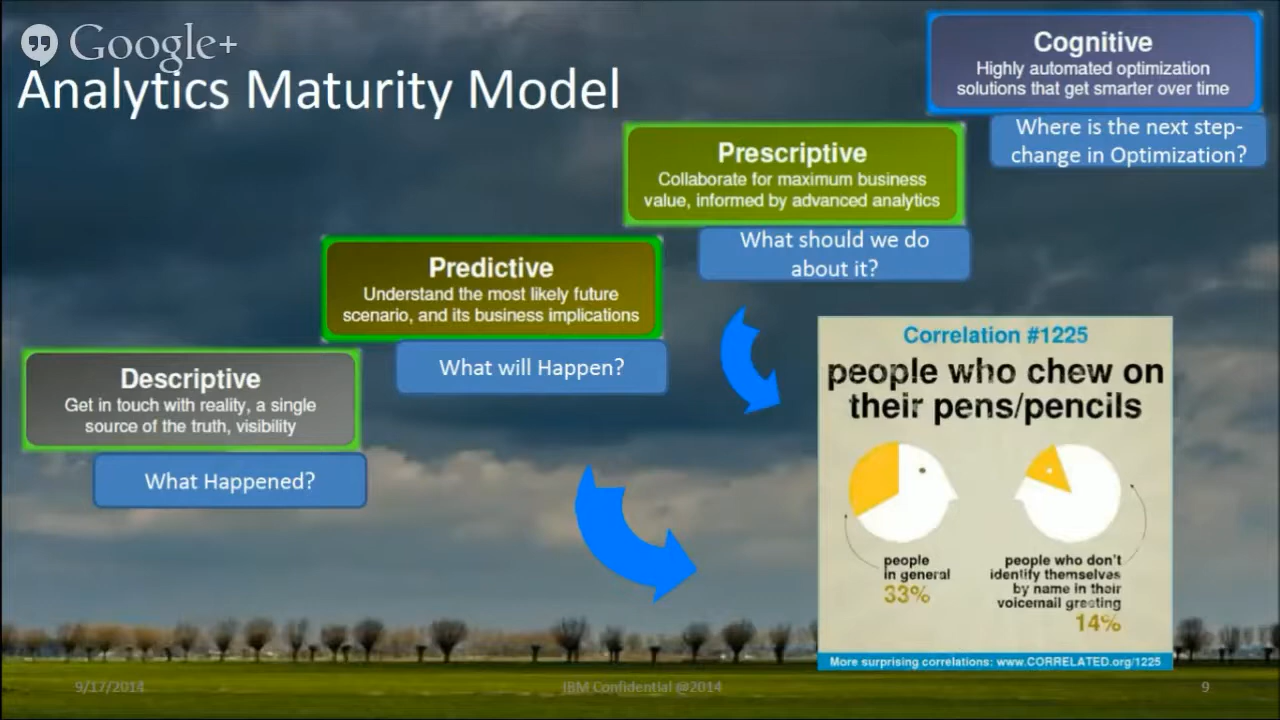 Google+
Analytics Maturity Model
Cognitive
Highly automated optimization
solutions that get smarter over time
Where is the next step-
change in Optimization?
Prescriptive
Collaborate for maximum business
value, informed by advanced analytics
What should we do
about it?
Predictive
Understand the most likely future
scenario, and its business implications
What will Happen?
Descriptive
Get in touch with reality, a single
source of the truth, visibility
What Happened?
Correlation #1225
people who chew on
their pens/pencils
people
in general
33%
people who don't
identify themselves
by name in their
voicemail greeting
14%
More surprising correlations: www.CORRELATED.org/1225
9/17/2014
IBM Confidential @2014
9